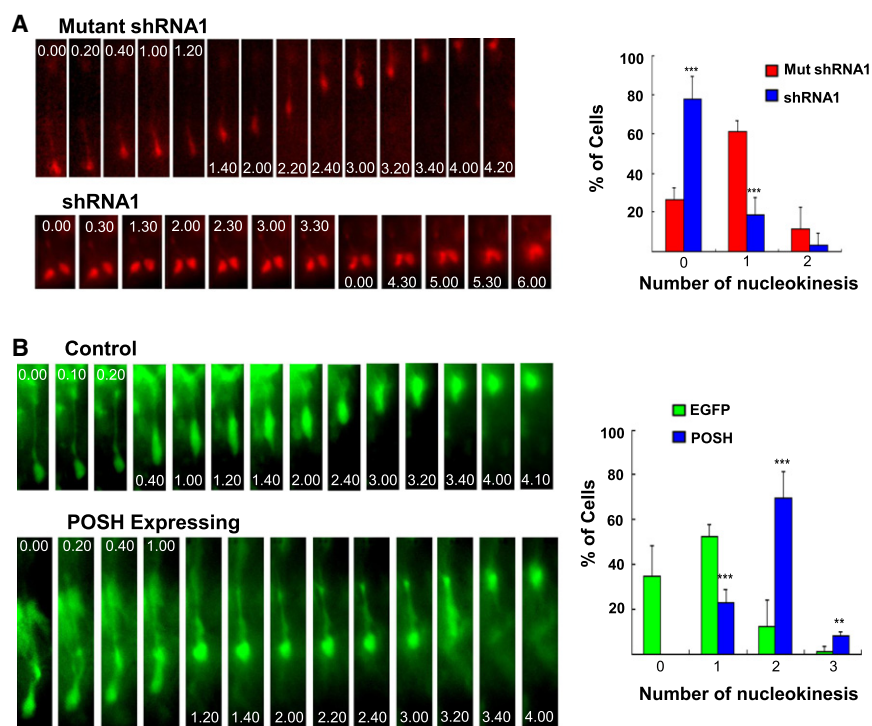 A
Mutant shRNA1
0.00 0.20 0.40 1.00 1.20
1.40 2.00 2.20 2.40 3.00 3.20 3.40 4.00 4.20
shRNA1
0.00 0.30 1.30 2.00 2.30 3.00 3.30
0.00 4.30 5.00 5.30 6.00
100
80
60
40
20
% of Cells
***
***
Mut shRNA1
shRNA1
0 1 2
Number of nucleokinesis
B
Control
0.00 0.10 0.20
0.40 1.00 1.20 1.40 2.00 2.40 3.00 3.20 3.40 4.00 4.10
POSH Expressing
0.00 0.20 0.40 1.00
1.20 1.40 2.00 2.20 2.40 3.00 3.20 3.40 4.00
EGFP
POSH
100
80
60
40
20
% of Cells
***
***
**
0 1 2 3
Number of nucleokinesis